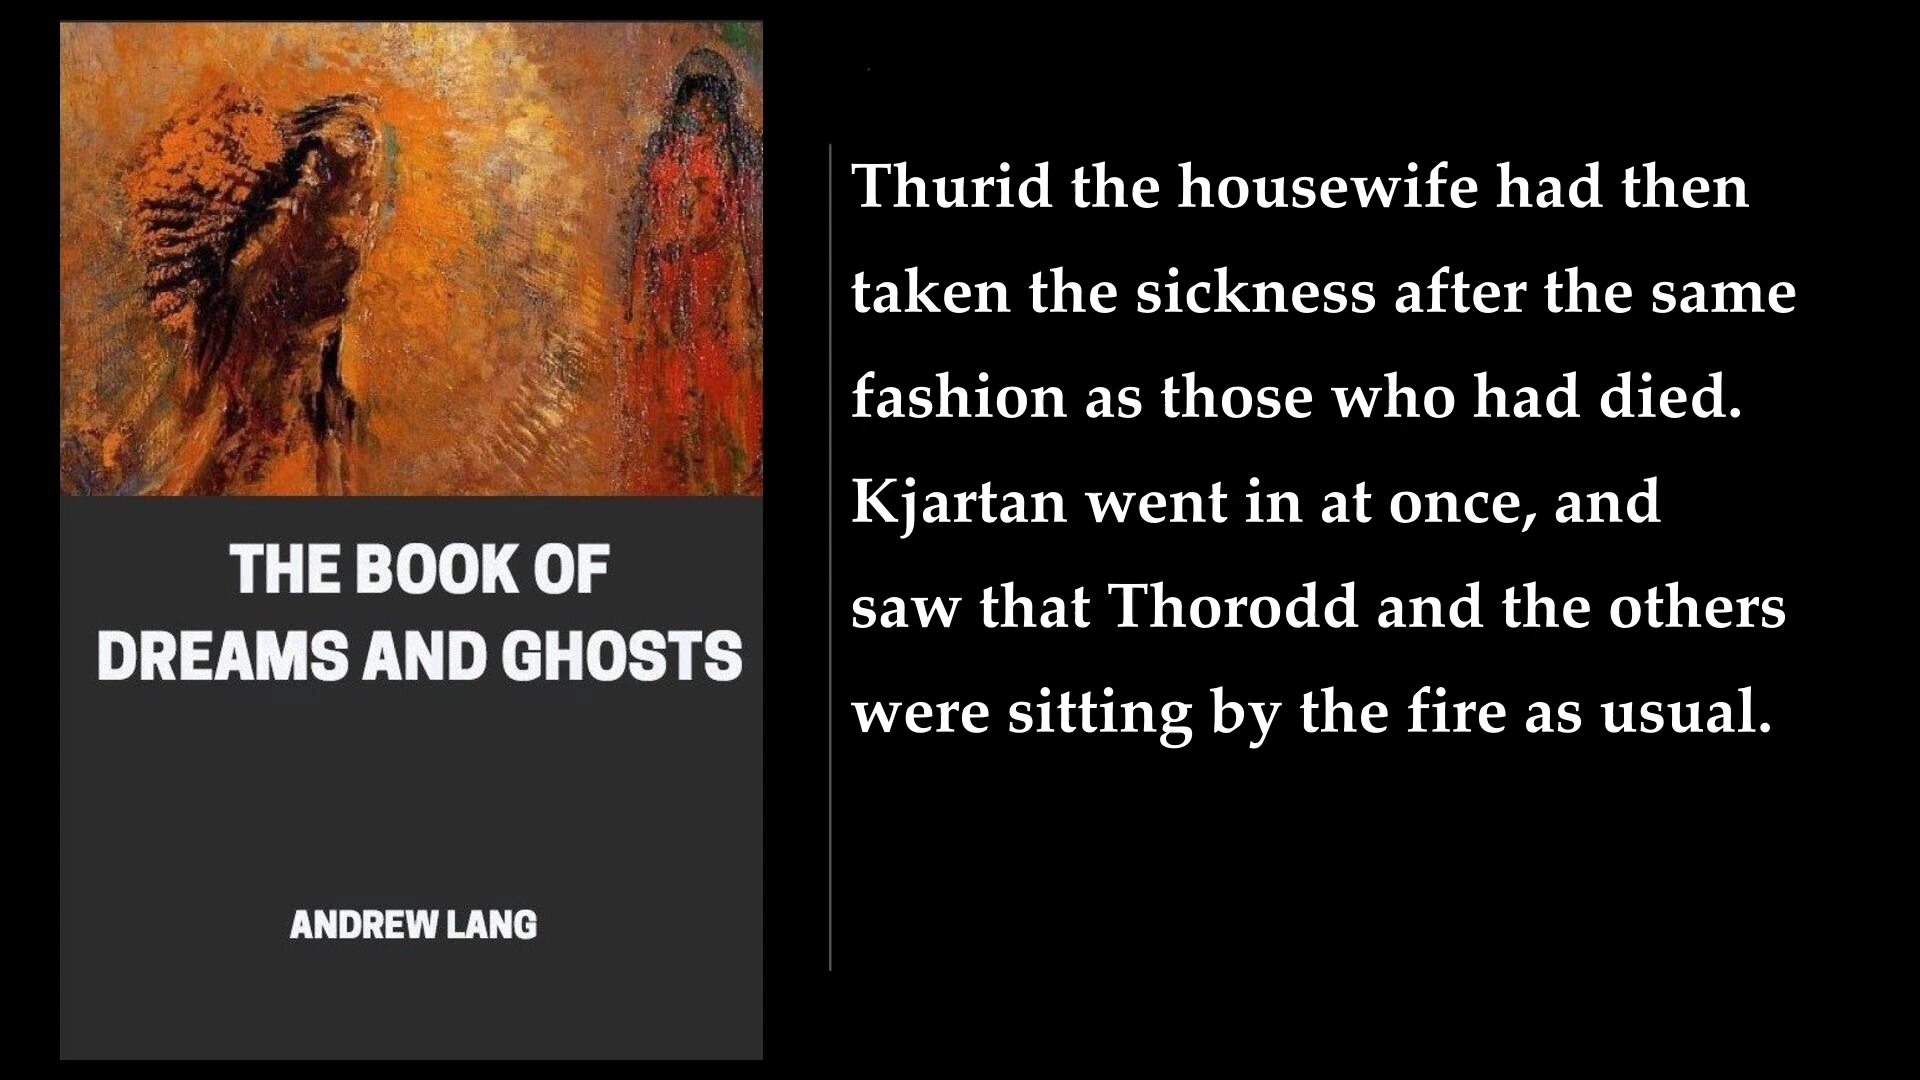 THE BOOK OF
DREAMS AND GHOSTS
ANDREW LANG
Thurid the housewife had then
taken the sickness after the same
fashion as those who had died.
Kjartan went in at once, and
saw that Thorodd and the others
were sitting by the fire as usual.